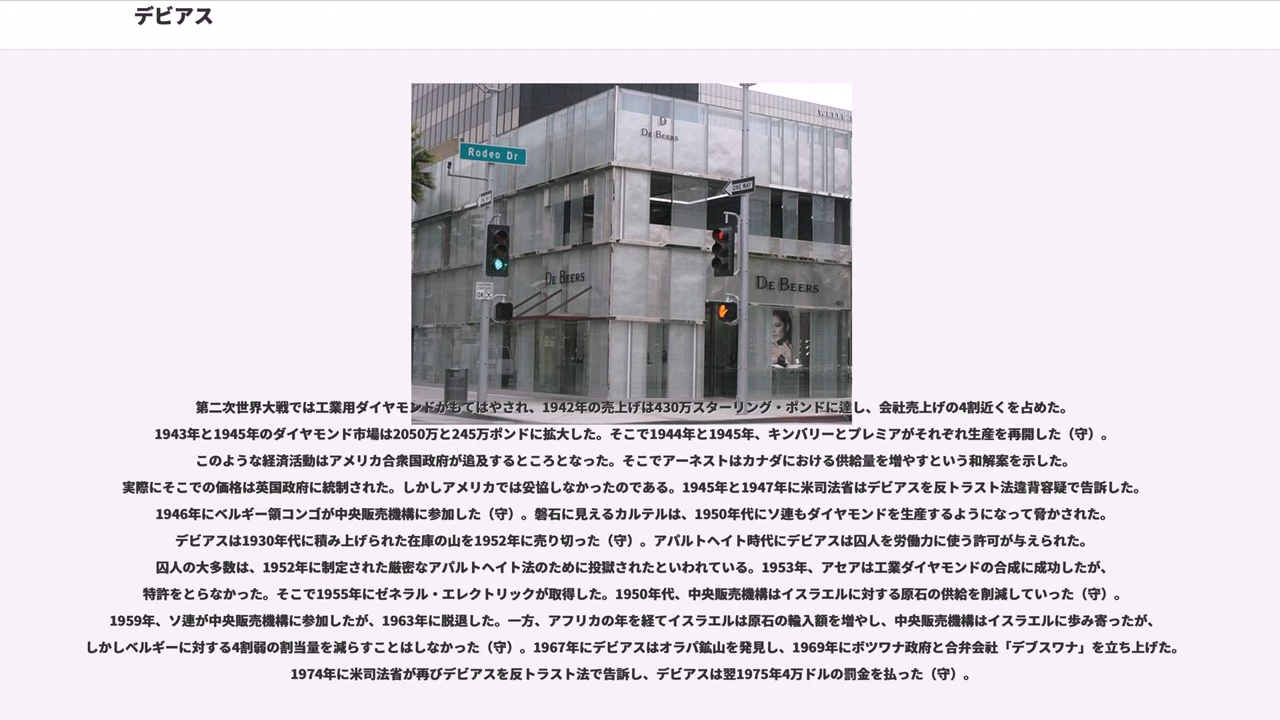 デビアス
D
DE BEERS
Rodeo Dr
ONE WAY
DE BEERS
DE BEERS
第二次世界大戦では工業用ダイヤモンドがもてはやされ、1942年の売上げは430万スターリング・ポンドに達し、会社売上げの4割近くを占めた。
1943年と1945年のダイヤモンド市場は2050万と245万ポンドに拡大した。そこで1944年と1945年、キンバリーとプレミアがそれぞれ生産を再開した（守）。
このような経済活動はアメリカ合衆国政府が追及するところとなった。そこでアーネストはカナダにおける供給量を増やすという和解案を示した。
実際にそこでの価格は英国政府に統制された。しかしアメリカでは妥協しなかったのである。1945年と1947年に米司法省はデビアスを反トラスト法違背容疑で告訴した。
1946年にベルギー領コンゴが中央販売機構に参加した（守）。磐石に見えるカルテルは、1950年代にソ連もダイヤモンドを生産するようになって脅かされた。
デビアスは1930年代に積み上げられた在庫の山を1952年に売り切った（守）。アパルトヘイト時代にデビアスは囚人を労働力に使う許可が与えられた。
囚人の大多数は、1952年に制定された厳密なアパルトヘイト法のために投獄されたといわれている。1953年、アセアは工業ダイヤモンドの合成に成功したが、
特許をとらなかった。そこで1955年にゼネラル・エレクトリックが取得した。1950年代、中央販売機構はイスラエルに対する原石の供給を削減していった（守）。
1959年、ソ連が中央販売機構に参加したが、1963年に脱退した。一方、アフリカの年を経てイスラエルは原石の輸入額を増やし、中央販売機構はイスラエルに歩み寄ったが、
しかしベルギーに対する4割弱の割当量を減らすことはしなかった（守）。1967年にデビアスはオラパ鉱山を発見し、1969年にボツワナ政府と合弁会社「デブスワナ」を立ち上げた。
1974年に米司法省が再びデビアスを反トラスト法で告訴し、デビアスは翌1975年4万ドルの罰金を払った（守）。